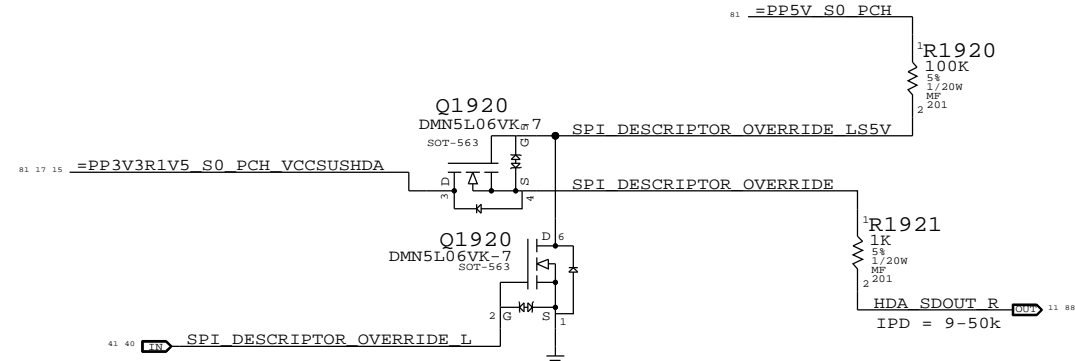 81 =PP5V_S0_PCH
1
R1920
100K
5%
1/20W
MF
201
2
Q1920
DMN5L06VK-7
SOT-563
G
SPI_DESCRIPTOR_OVERRIDE_LS5V
81 17 15 =PP3V3R1V5_S0_PCH_VCCSUSHDA
D
S
3
4
SPI_DESCRIPTOR_OVERRIDE
1
R1921
1K
5%
1/20W
MF
201
2
Q1920
DMN5L06VK-7
SOT-563
D 6
2 G
S 1
HDA_SDOUT_R OUT 11 88
IPD = 9-50k
41 40 IN SPI_DESCRIPTOR_OVERRIDE_L